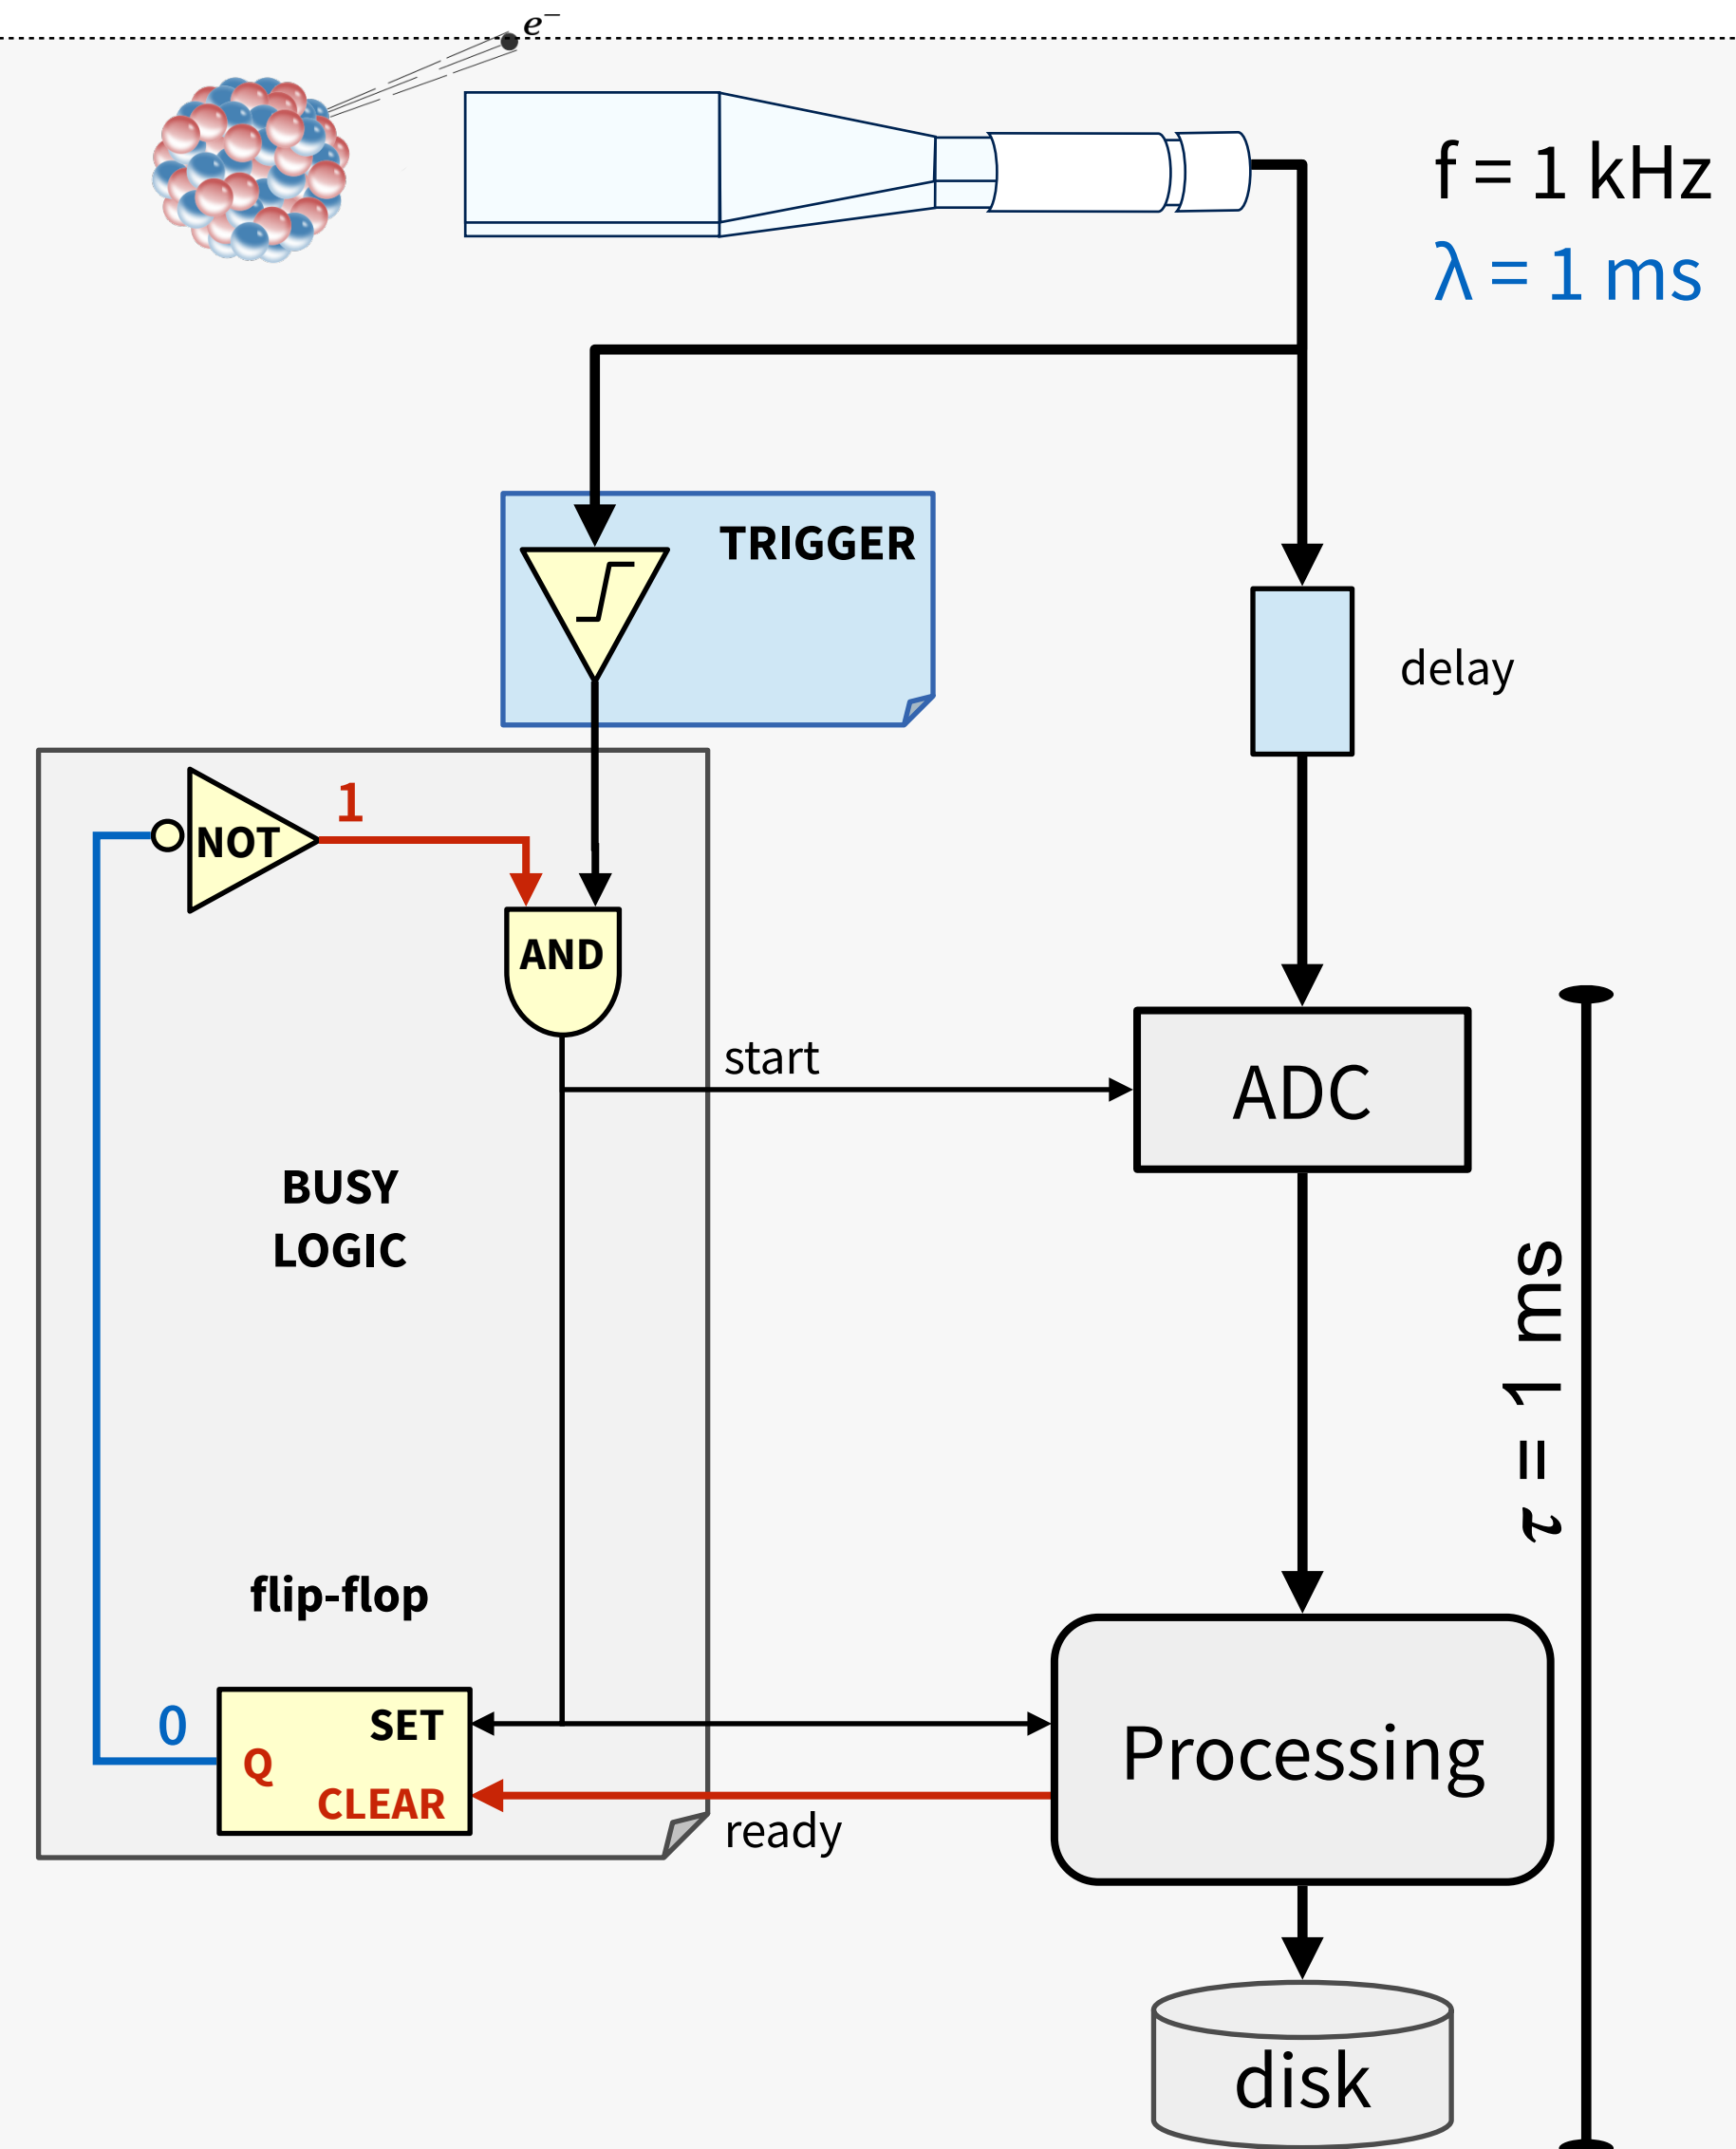 e⁻
f = 1 kHz
λ = 1 ms
TRIGGER
delay
1
NOT
AND
start
ADC
BUSY
LOGIC
τ = 1 ms
flip-flop
0
SET
Q
CLEAR
Processing
ready
disk